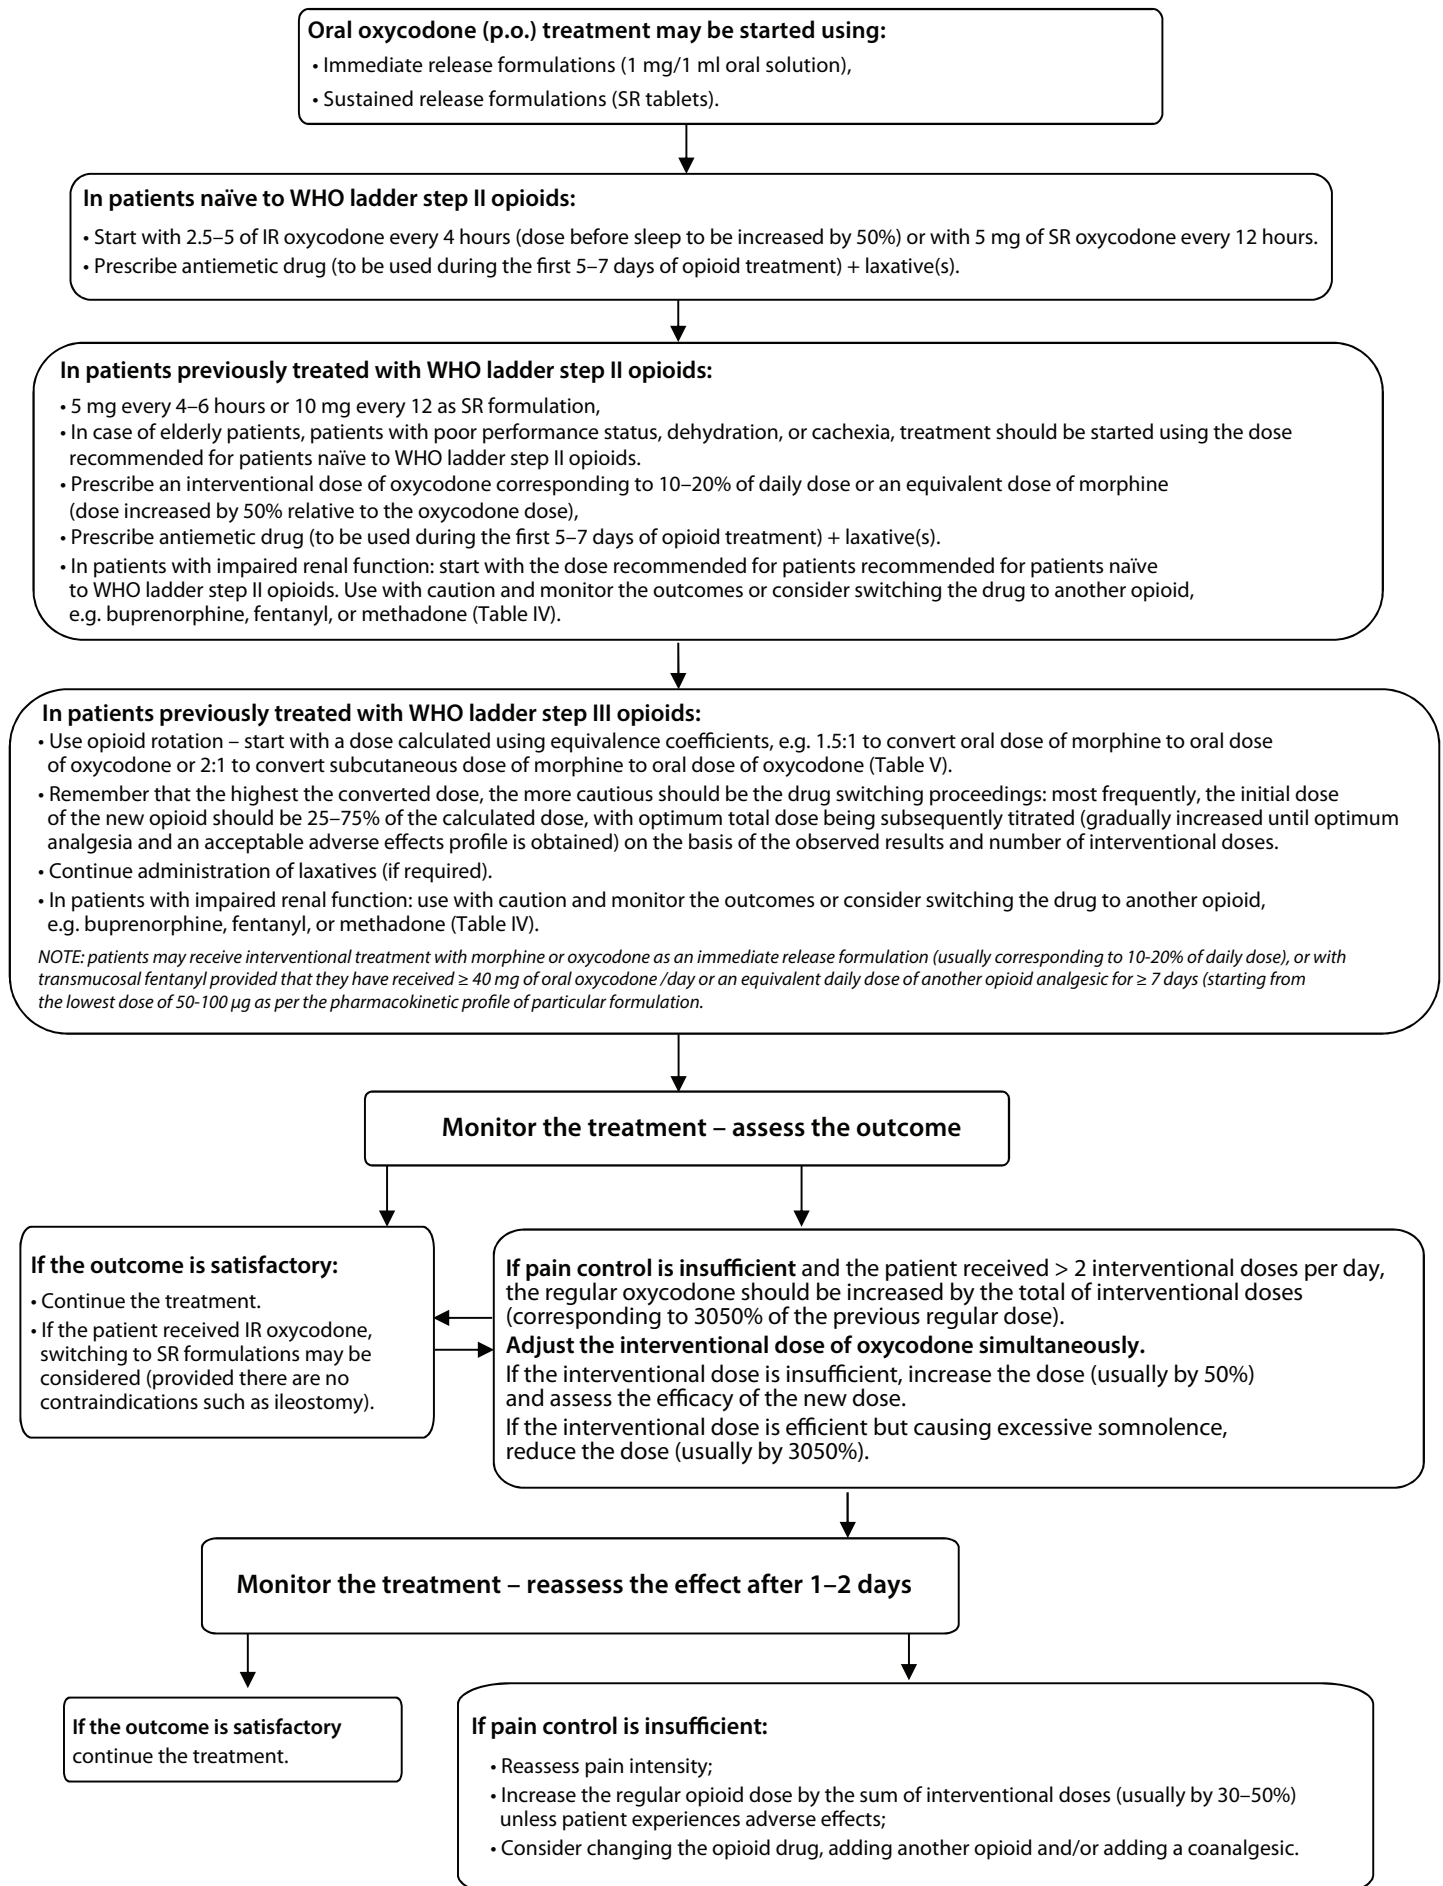 Oral oxycodone (p.o.) treatment may be started using:
• Immediate release formulations (1 mg/1 ml oral solution),
• Sustained release formulations (SR tablets).
In patients naïve to WHO ladder step II opioids:
• Start with 2.5–5 of IR oxycodone every 4 hours (dose before sleep to be increased by 50%) or with 5 mg of SR oxycodone every 12 hours.
• Prescribe antiemetic drug (to be used during the first 5–7 days of opioid treatment) + laxative(s).
In patients previously treated with WHO ladder step II opioids:
• 5 mg every 4–6 hours or 10 mg every 12 as SR formulation,
• In case of elderly patients, patients with poor performance status, dehydration, or cachexia, treatment should be started using the dose
recommended for patients naïve to WHO ladder step II opioids.
• Prescribe an interventional dose of oxycodone corresponding to 10–20% of daily dose or an equivalent dose of morphine
(dose increased by 50% relative to the oxycodone dose),
• Prescribe antiemetic drug (to be used during the first 5–7 days of opioid treatment) + laxative(s).
• In patients with impaired renal function: start with the dose recommended for patients recommended for patients naïve
to WHO ladder step II opioids. Use with caution and monitor the outcomes or consider switching the drug to another opioid,
e.g. buprenorphine, fentanyl, or methadone (Table IV).
In patients previously treated with WHO ladder step III opioids:
• Use opioid rotation – start with a dose calculated using equivalence coefficients, e.g. 1.5:1 to convert oral dose of morphine to oral dose
of oxycodone or 2:1 to convert subcutaneous dose of morphine to oral dose of oxycodone (Table V).
• Remember that the highest the converted dose, the more cautious should be the drug switching proceedings: most frequently, the initial dose
of the new opioid should be 25–75% of the calculated dose, with optimum total dose being subsequently titrated (gradually increased until optimum
analgesia and an acceptable adverse effects profile is obtained) on the basis of the observed results and number of interventional doses.
• Continue administration of laxatives (if required).
• In patients with impaired renal function: use with caution and monitor the outcomes or consider switching the drug to another opioid,
e.g. buprenorphine, fentanyl, or methadone (Table IV).
NOTE: patients may receive interventional treatment with morphine or oxycodone as an immediate release formulation (usually corresponding to 10-20% of daily dose), or with
transmucosal fentanyl provided that they have received ≥ 40 mg of oral oxycodone /day or an equivalent daily dose of another opioid analgesic for ≥ 7 days (starting from
the lowest dose of 50-100 µg as per the pharmacokinetic profile of particular formulation.
Monitor the treatment – assess the outcome
If the outcome is satisfactory:
• Continue the treatment.
• If the patient received IR oxycodone,
switching to SR formulations may be
considered (provided there are no
contraindications such as ileostomy).
If pain control is insufficient and the patient received > 2 interventional doses per day,
the regular oxycodone should be increased by the total of interventional doses
(corresponding to 3050% of the previous regular dose).
Adjust the interventional dose of oxycodone simultaneously.
If the interventional dose is insufficient, increase the dose (usually by 50%)
and assess the efficacy of the new dose.
If the interventional dose is efficient but causing excessive somnolence,
reduce the dose (usually by 3050%).
Monitor the treatment – reassess the effect after 1–2 days
If the outcome is satisfactory
continue the treatment.
If pain control is insufficient:
• Reassess pain intensity;
• Increase the regular opioid dose by the sum of interventional doses (usually by 30–50%)
unless patient experiences adverse effects;
• Consider changing the opioid drug, adding another opioid and/or adding a coanalgesic.